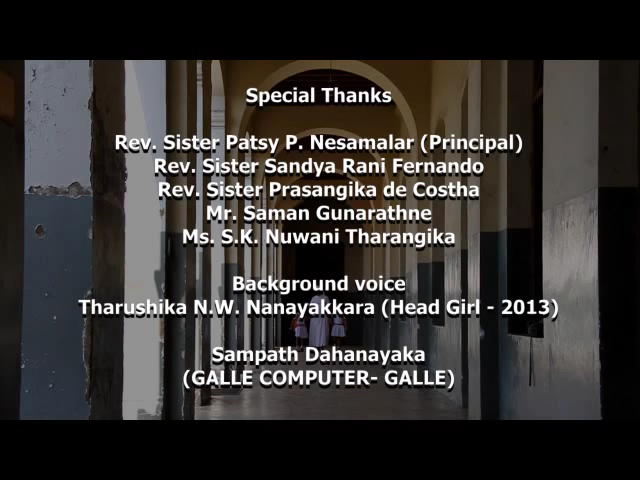 Special Thanks
Rev. Sister Patsy P. Nesamalar (Principal)
Rev. Sister Sandya Rani Fernando
Rev. Sister Prasangika de Costha
Mr. Saman Gunarathne
Ms. S.K. Nuwani Tharangika
Background voice
Tharushika N.W. Nanayakkara (Head Girl - 2013)
Sampath Dahanayaka
(GALLE COMPUTER- GALLE)